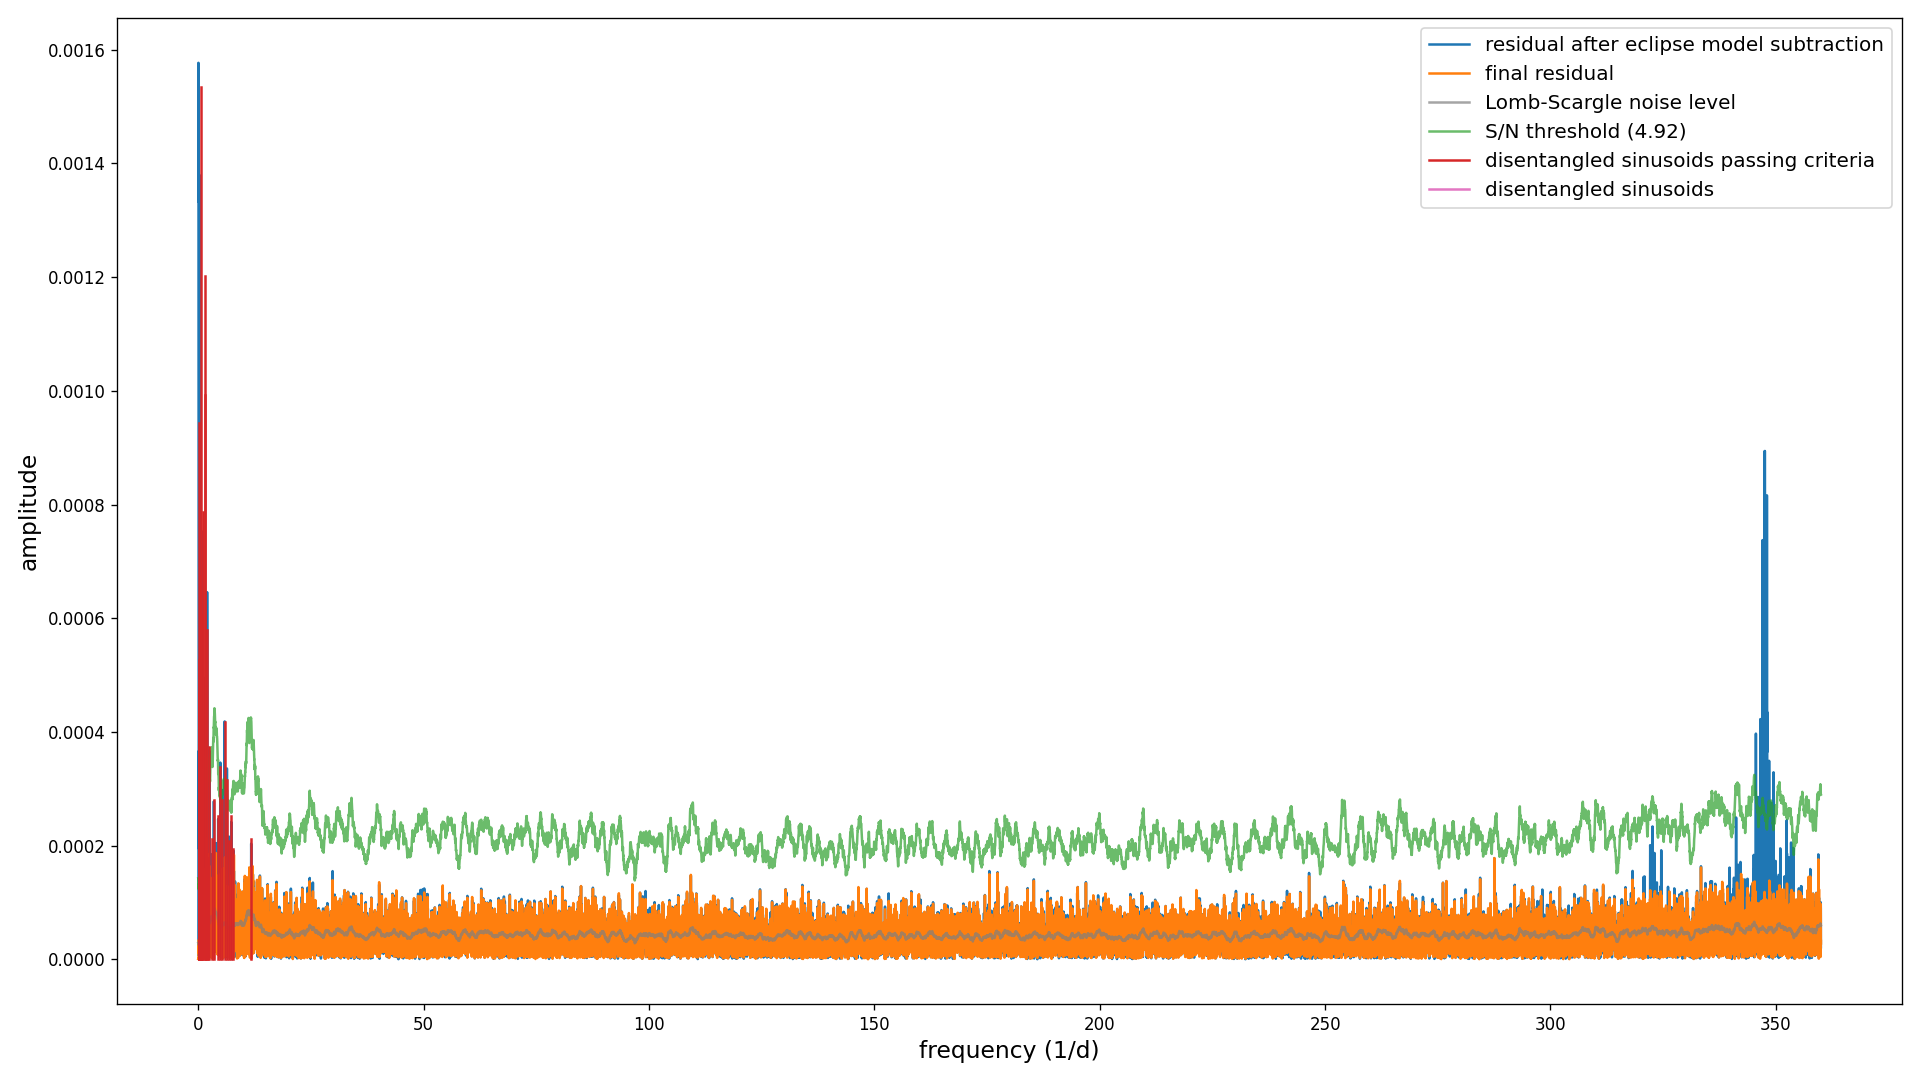 residual after eclipse model subtraction
final residual
Lomb-Scargle noise level
S/N threshold (4.92)
disentangled sinusoids passing criteria
disentangled sinusoids
0.0016
0.0014
0.0012
0.0010
0.0008
0.0006
0.0004
0.0002
0.0000
amplitude
0 50 100 150 200 250 300 350
frequency (1/d)